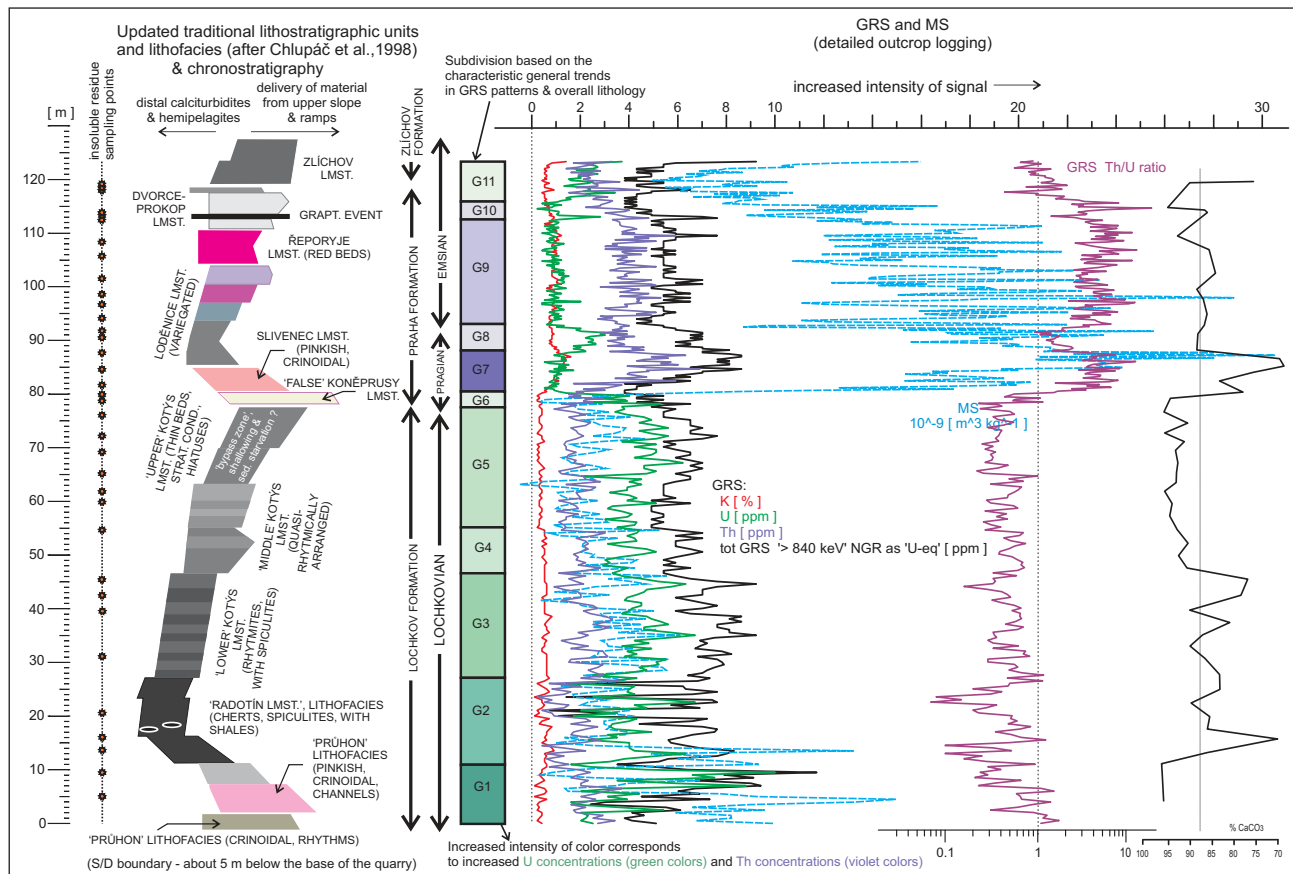 Updated traditional lithostratigraphic units
and lithofacies (after Chlupáč et al.,1998)
& chronostratigraphy
GRS and MS
(detailed outcrop logging)
Subdivision based on the
characteristic general trends
in GRS patterns & overall lithology
increased intensity of signal
[ m ]
insoluble residue
sampling points
distal calciturbidites
& hemipelagites
delivery of material
from upper slope
& ramps
0 2 4 6 8 10 20 30
120
110
100
90
80
70
60
50
40
30
20
10
0
ZLÍCHOV
LMST.
DVORCE-
PROKOP
LMST.
GRAPT. EVENT
ŘEPORYJE
LMST. (RED BEDS)
LODĚNICE LMST.
(VARIEGATED)
SLIVENEC LMST.
(PINKISH,
CRINOIDAL)
'FALSE' KONĚPRUSY
LMST.
'UPPER' KOTÝS
LMST. (THIN BEDS,
STRAT. COND.,
HIATUSES)
'bypass zone',
shallowing &
sed. starvation ?
'MIDDLE' KOTÝS
LMST.
(QUASI-
RHYTMICALLY
ARRANGED)
'LOWER' KOTÝS
LMST.
(RHYTMITES,
WITH SPICULITES)
'RADOTÍN LMST.', LITHOFACIES
(CHERTS, SPICULITES, WITH
SHALES)
'PRŮHON'
LITHOFACIES
(PINKISH,
CRINOIDAL,
CHANNELS)
'PRŮHON' LITHOFACIES (CRINOIDAL, RHYTHMS)
(S/D boundary - about 5 m below the base of the quarry)
ZLÍCHOV
FORMATION
PRAHA FORMATION
LOCHKOV FORMATION
EMSIAN
PRAGIAN
LOCHKOVIAN
G11
G10
G9
G8
G7
G6
G5
G4
G3
G2
G1
GRS Th/U ratio
MS
10^-9 [ m^3 kg^-1 ]
GRS:
K [ % ]
U [ ppm ]
Th [ ppm ]
tot GRS '> 840 keV' NGR as 'U-eq' [ ppm ]
Increased intensity of color corresponds
to increased U concentrations (green colors) and Th concentrations (violet colors)
0.1 1 10
% CaCO3
100 95 90 85 80 75 70